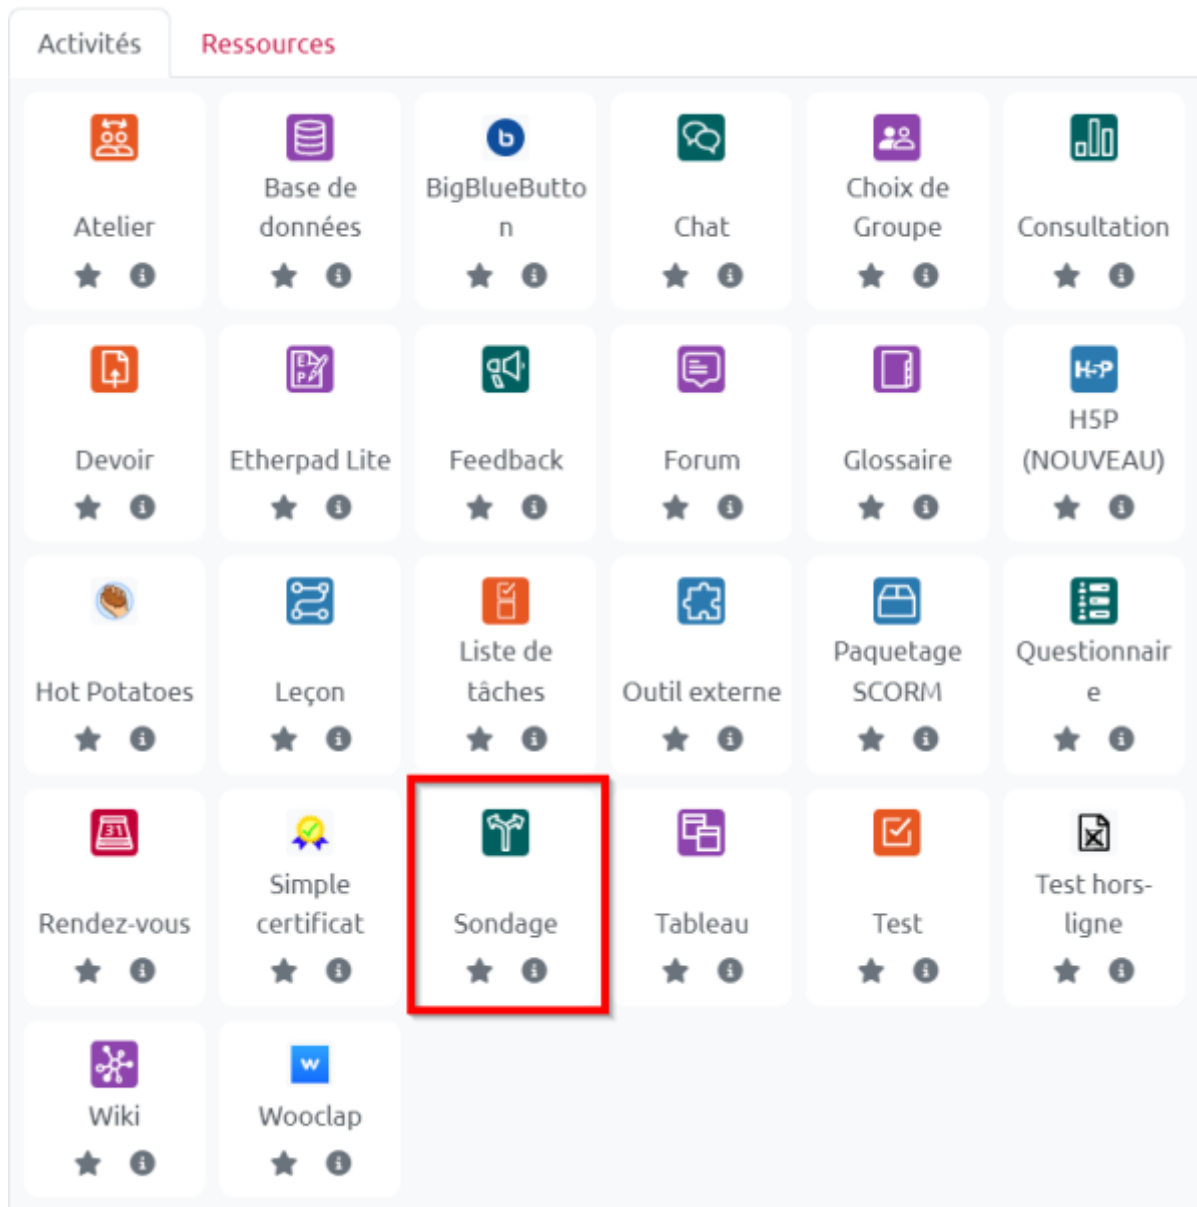 Activités Ressources
Base de BigBlueButto Choix de
Atelier données n Chat Groupe Consultation
H5P
H5P
Devoir Etherpad Lite Feedback Forum Glossaire (NOUVEAU)
Liste de Paquetage Questionnair
Hot Potatoes Leçon tâches Outil externe SCORM e
31
Simple Test hors-
Rendez-vous certificat Sondage Tableau Test ligne
w
Wiki Wooclap